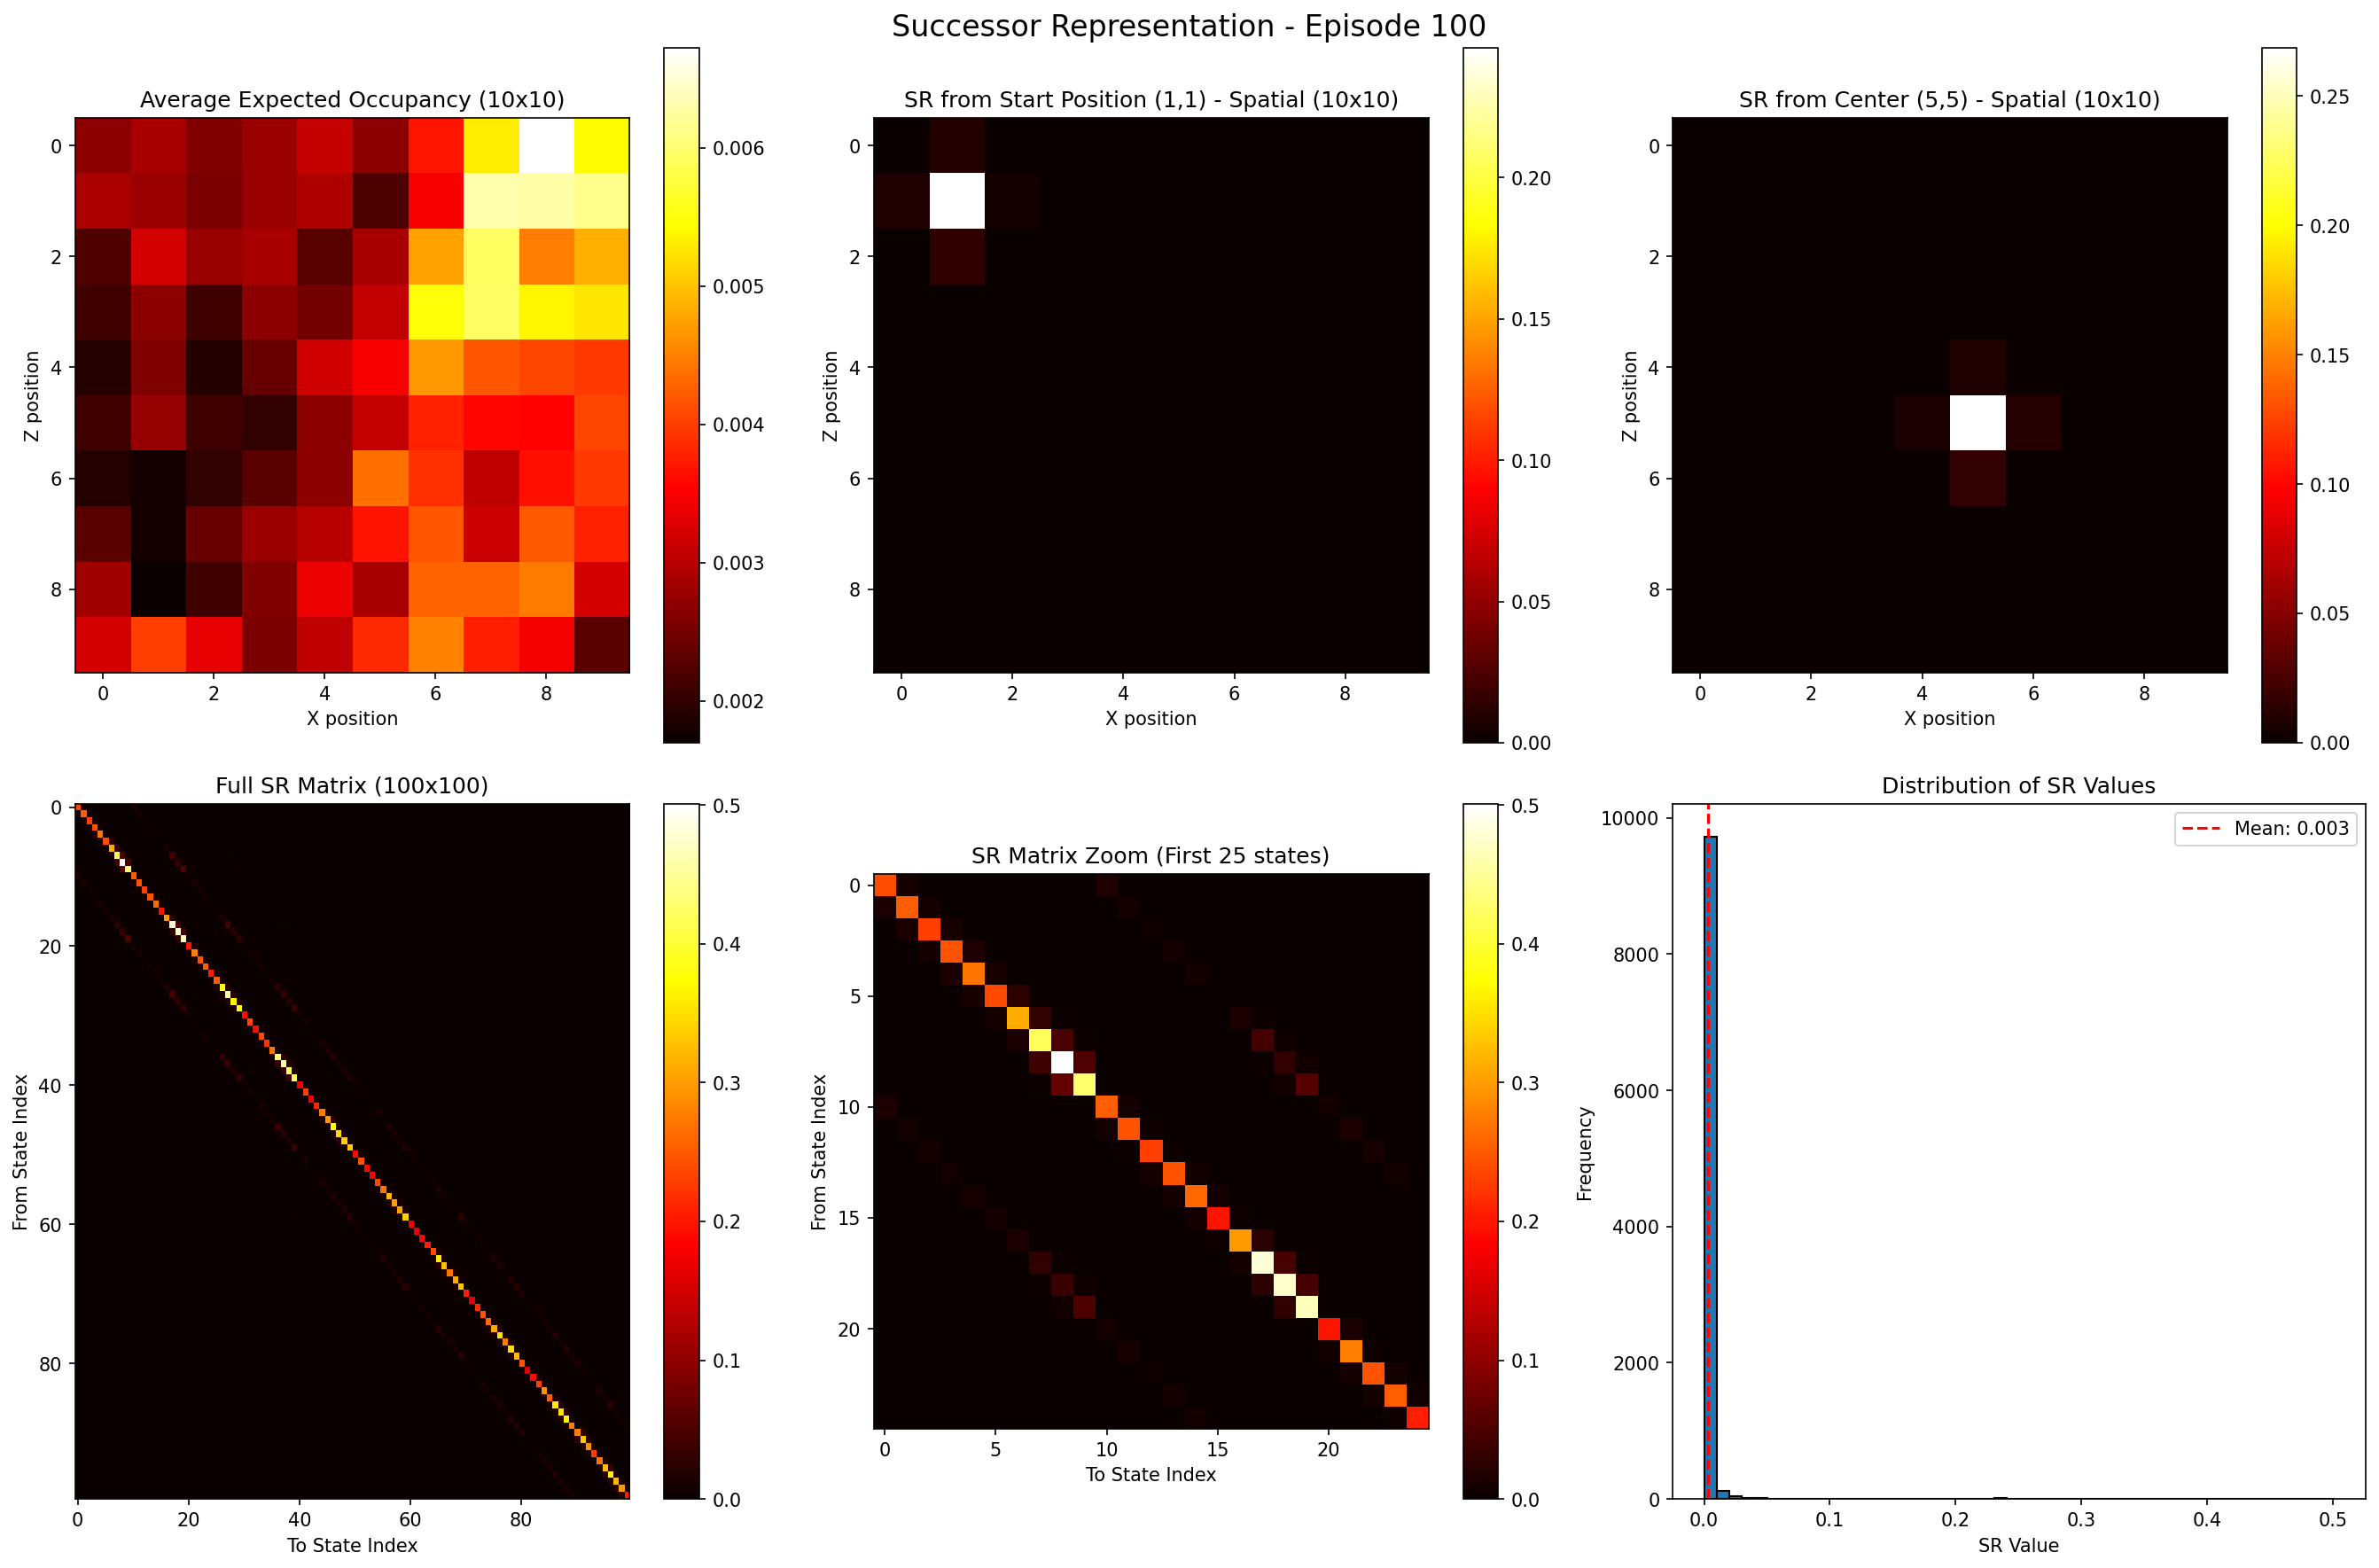 Successor Representation - Episode 100
Average Expected Occupancy (10x10)
0
2
4
6
8
Z position
0 2 4 6 8
X position
0.006
0.005
0.004
0.003
0.002
SR from Start Position (1,1) - Spatial (10x10)
0
2
4
6
8
Z position
0 2 4 6 8
X position
0.20
0.15
0.10
0.05
0.00
SR from Center (5,5) - Spatial (10x10)
0
2
4
6
8
Z position
0 2 4 6 8
X position
0.25
0.20
0.15
0.10
0.05
0.00
Full SR Matrix (100x100)
0
20
40
60
80
From State Index
0 20 40 60 80
To State Index
0.5
0.4
0.3
0.2
0.1
0.0
SR Matrix Zoom (First 25 states)
0
5
10
15
20
From State Index
0 5 10 15 20
To State Index
0.5
0.4
0.3
0.2
0.1
0.0
Distribution of SR Values
Mean: 0.003
10000
8000
6000
4000
2000
0
Frequency
0.0 0.1 0.2 0.3 0.4 0.5
SR Value